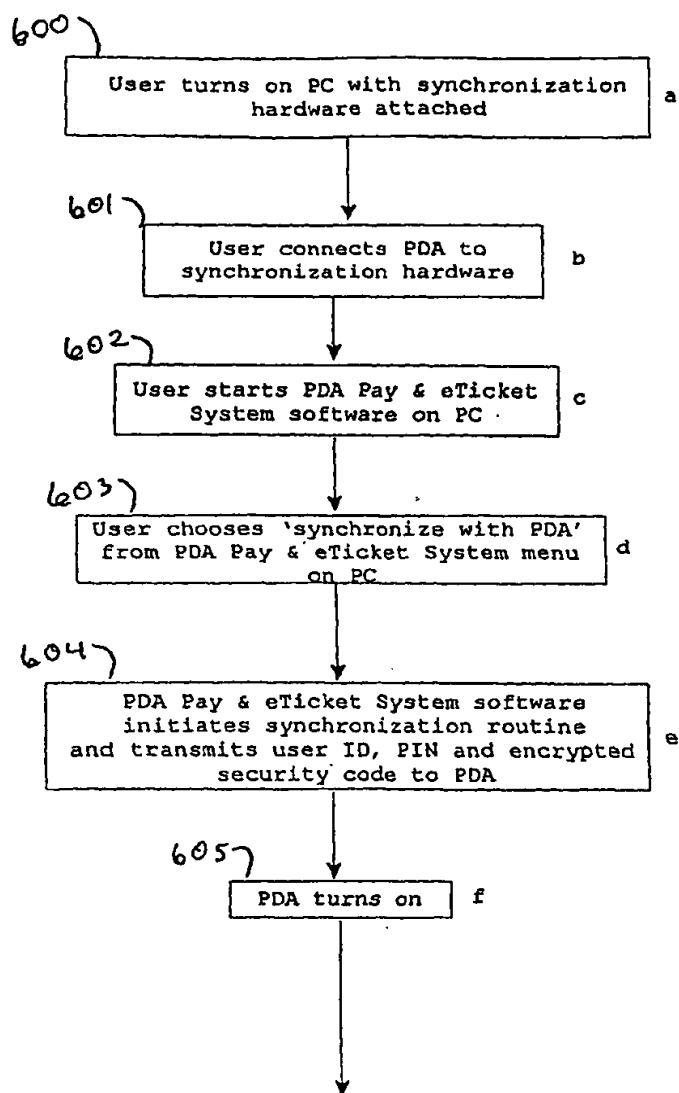 600
User turns on PC with synchronization
hardware attached
a
601
User connects PDA to
synchronization hardware
b
602
User starts PDA Pay & eTicket
System software on PC
c
603
User chooses 'synchronize with PDA'
from PDA Pay & eTicket System menu
on PC
d
604
PDA Pay & eTicket System software
initiates synchronization routine
and transmits user ID, PIN and encrypted
security code to PDA
e
605
PDA turns on
f